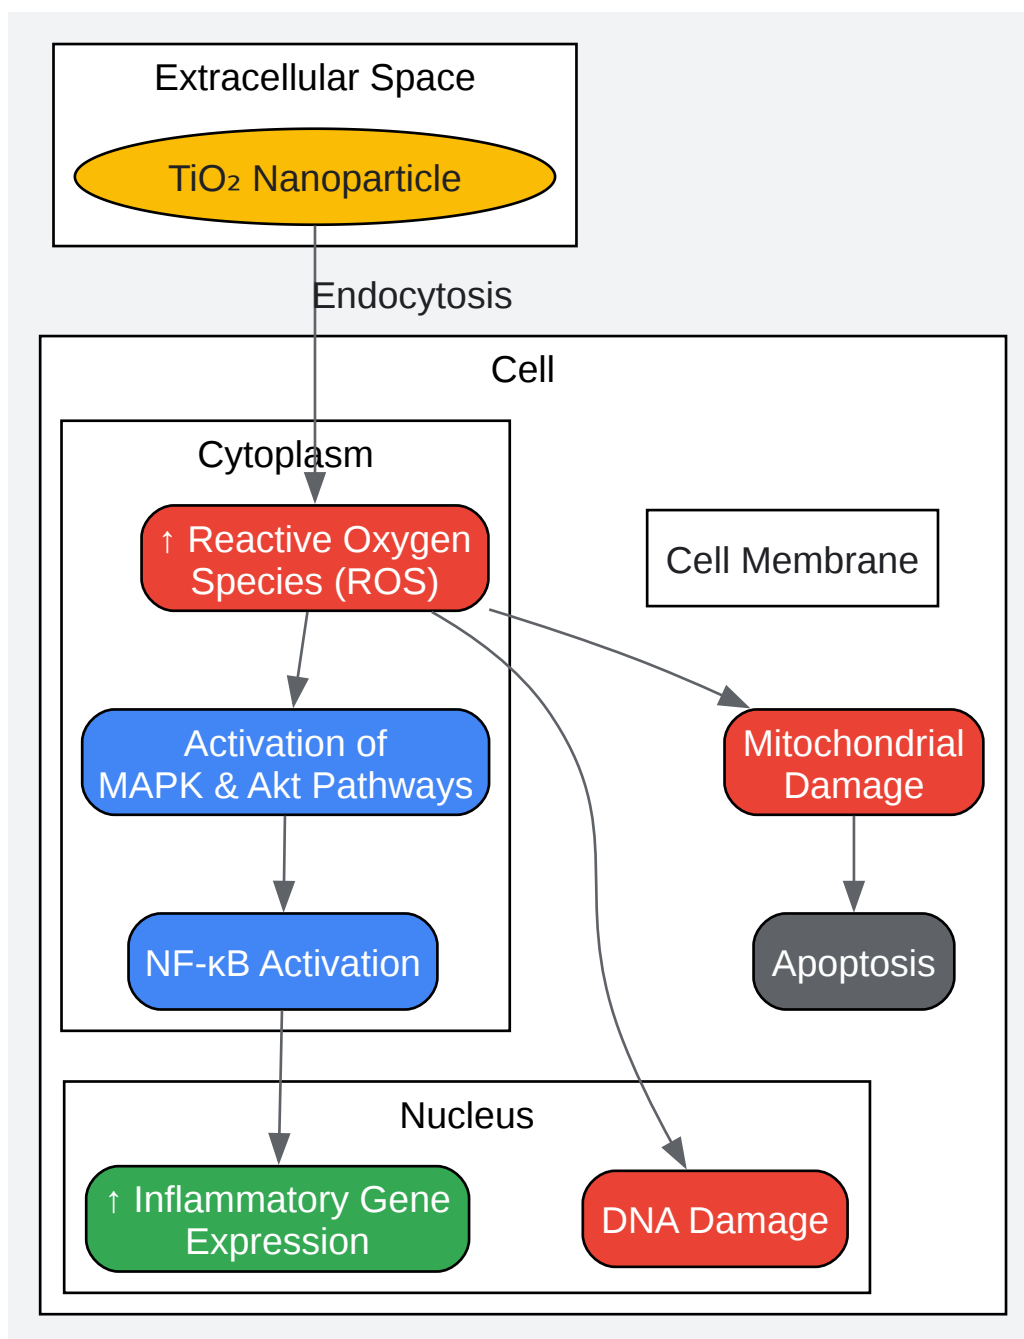 Extracellular Space
TiO₂ Nanoparticle
Endocytosis
Cell
Cytoplasm
↑ Reactive Oxygen
Species (ROS)
Cell Membrane
Activation of
MAPK & Akt Pathways
Mitochondrial
Damage
NF-κB Activation
Apoptosis
Nucleus
↑ Inflammatory Gene
Expression
DNA Damage